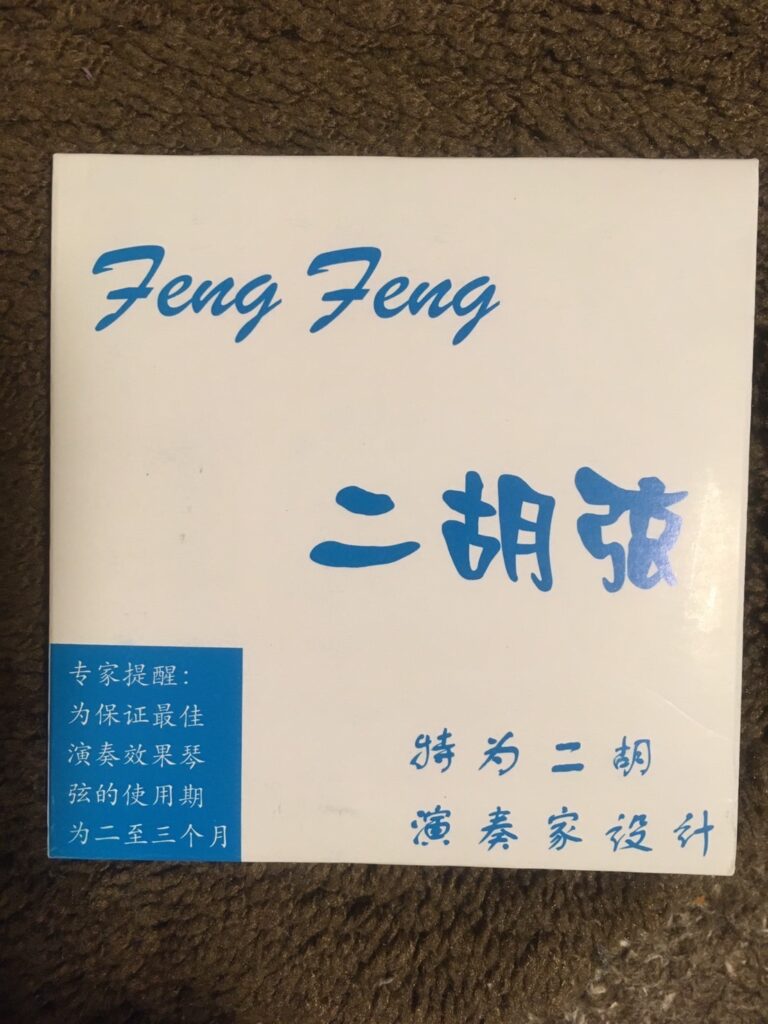 Feng Feng
二胡弦
专家提醒：
为保证最佳
演奏效果琴
弦的使用期
为二至三个月
特为二胡
演奏家设计